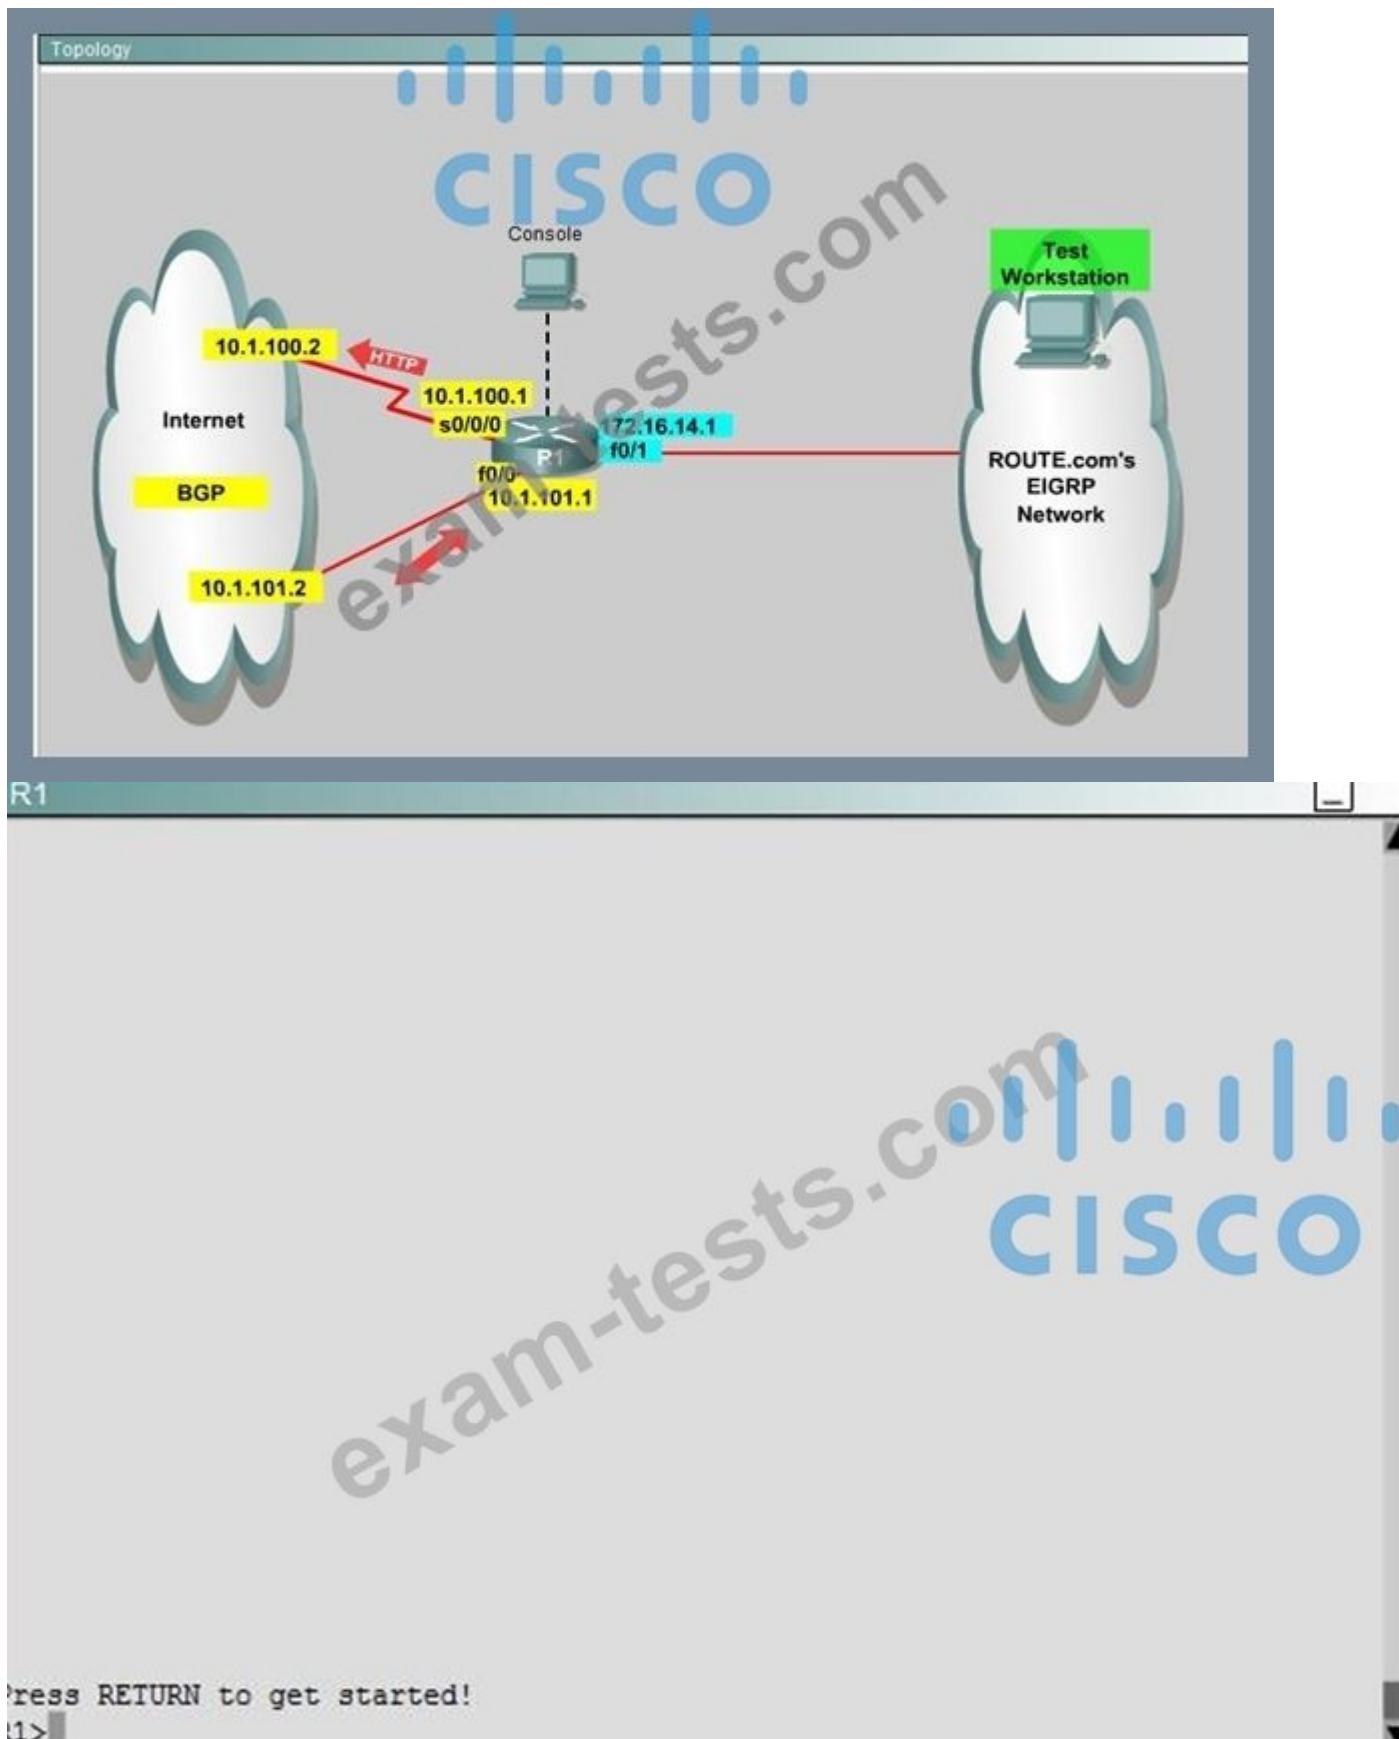 Topology
CISCO
Console
Test
Workstation
10.1.100.2
HTTP
10.1.100.1
s0/0/0
172.16.14.1
f0/1
R1
f0/0
10.1.101.1
Internet
BGP
10.1.101.2
ROUTE.com's
EIGRP
Network
exam-tests.com
R1
CISCO
exam-tests.com
Press RETURN to get started!
R1>